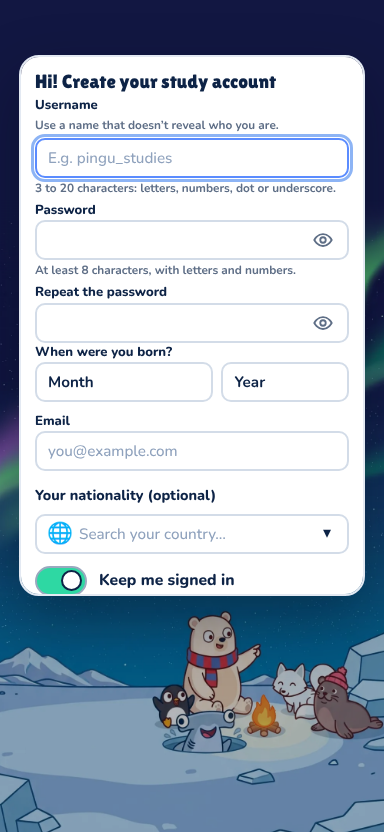 Hi! Create your study account
Username
Use a name that doesn't reveal who you are.
E.g. pingu_studies
3 to 20 characters: letters, numbers, dot or underscore.
Password
At least 8 characters, with letters and numbers.
Repeat the password
When were you born?
Month Year
Email
you@example.com
Your nationality (optional)
Search your country...
Keep me signed in